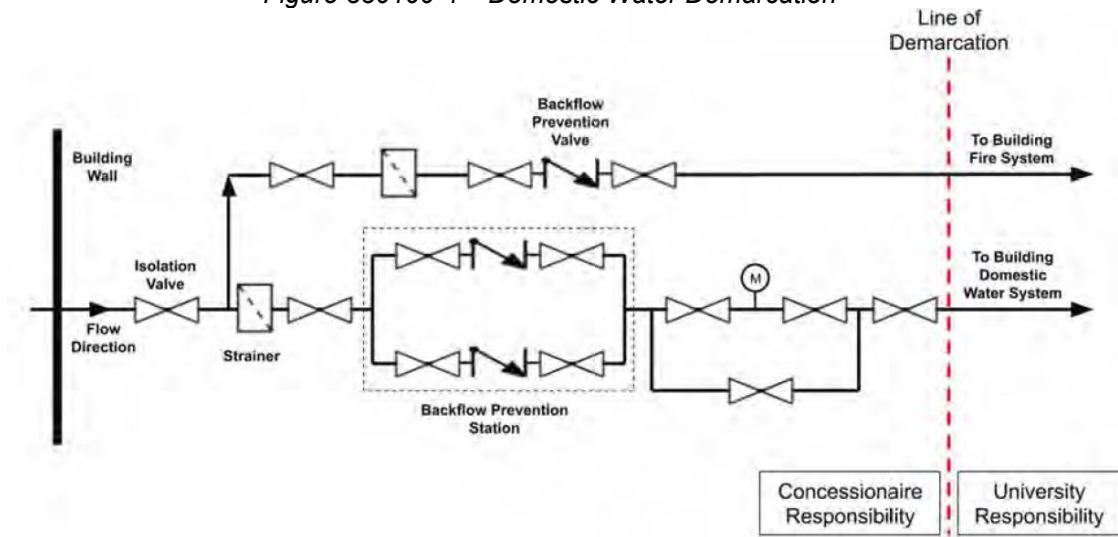 Line of
Demarcation
Backflow
Prevention
Valve
To Building
Fire System
Building
Wall
Isolation
Valve
To Building
Domestic
Water System
M
Flow
Direction
Strainer
Backflow Prevention
Station
Concessionaire
Responsibility
University
Responsibility